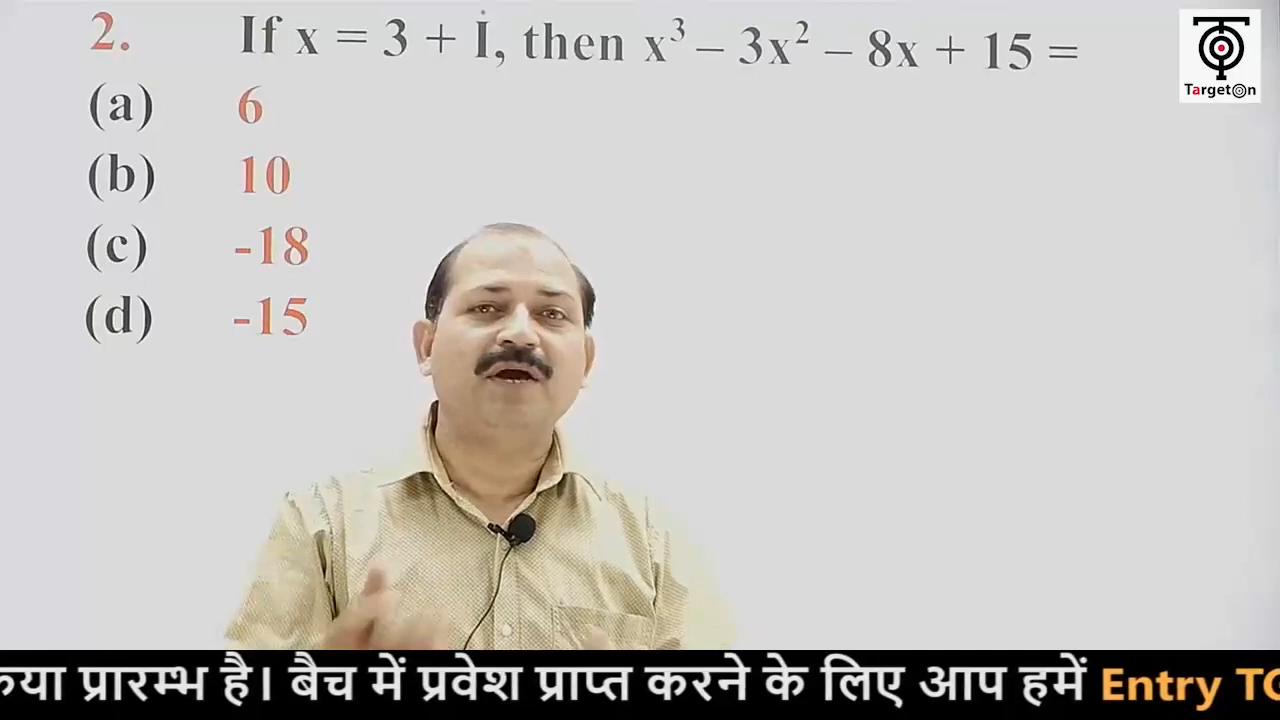 2. If x = 3 + İ, then x³ – 3x² – 8x + 15 =
(a) 6
(b) 10
(c) -18
(d) -15
TargetOn
प्रारम्भ है। बैच में प्रवेश प्राप्त करने के लिए आप हमें Entry